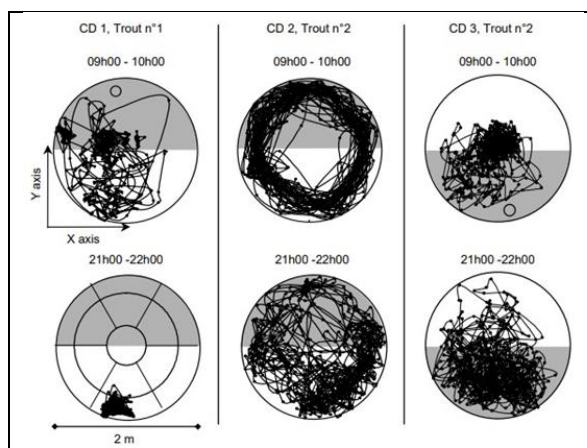 CD 1, Trout n°1
CD 2, Trout n°2
CD 3, Trout n°2
09h00 - 10h00
09h00 - 10h00
09h00 - 10h00
Y axis
X axis
21h00 -22h00
21h00 -22h00
21h00 -22h00
2 m